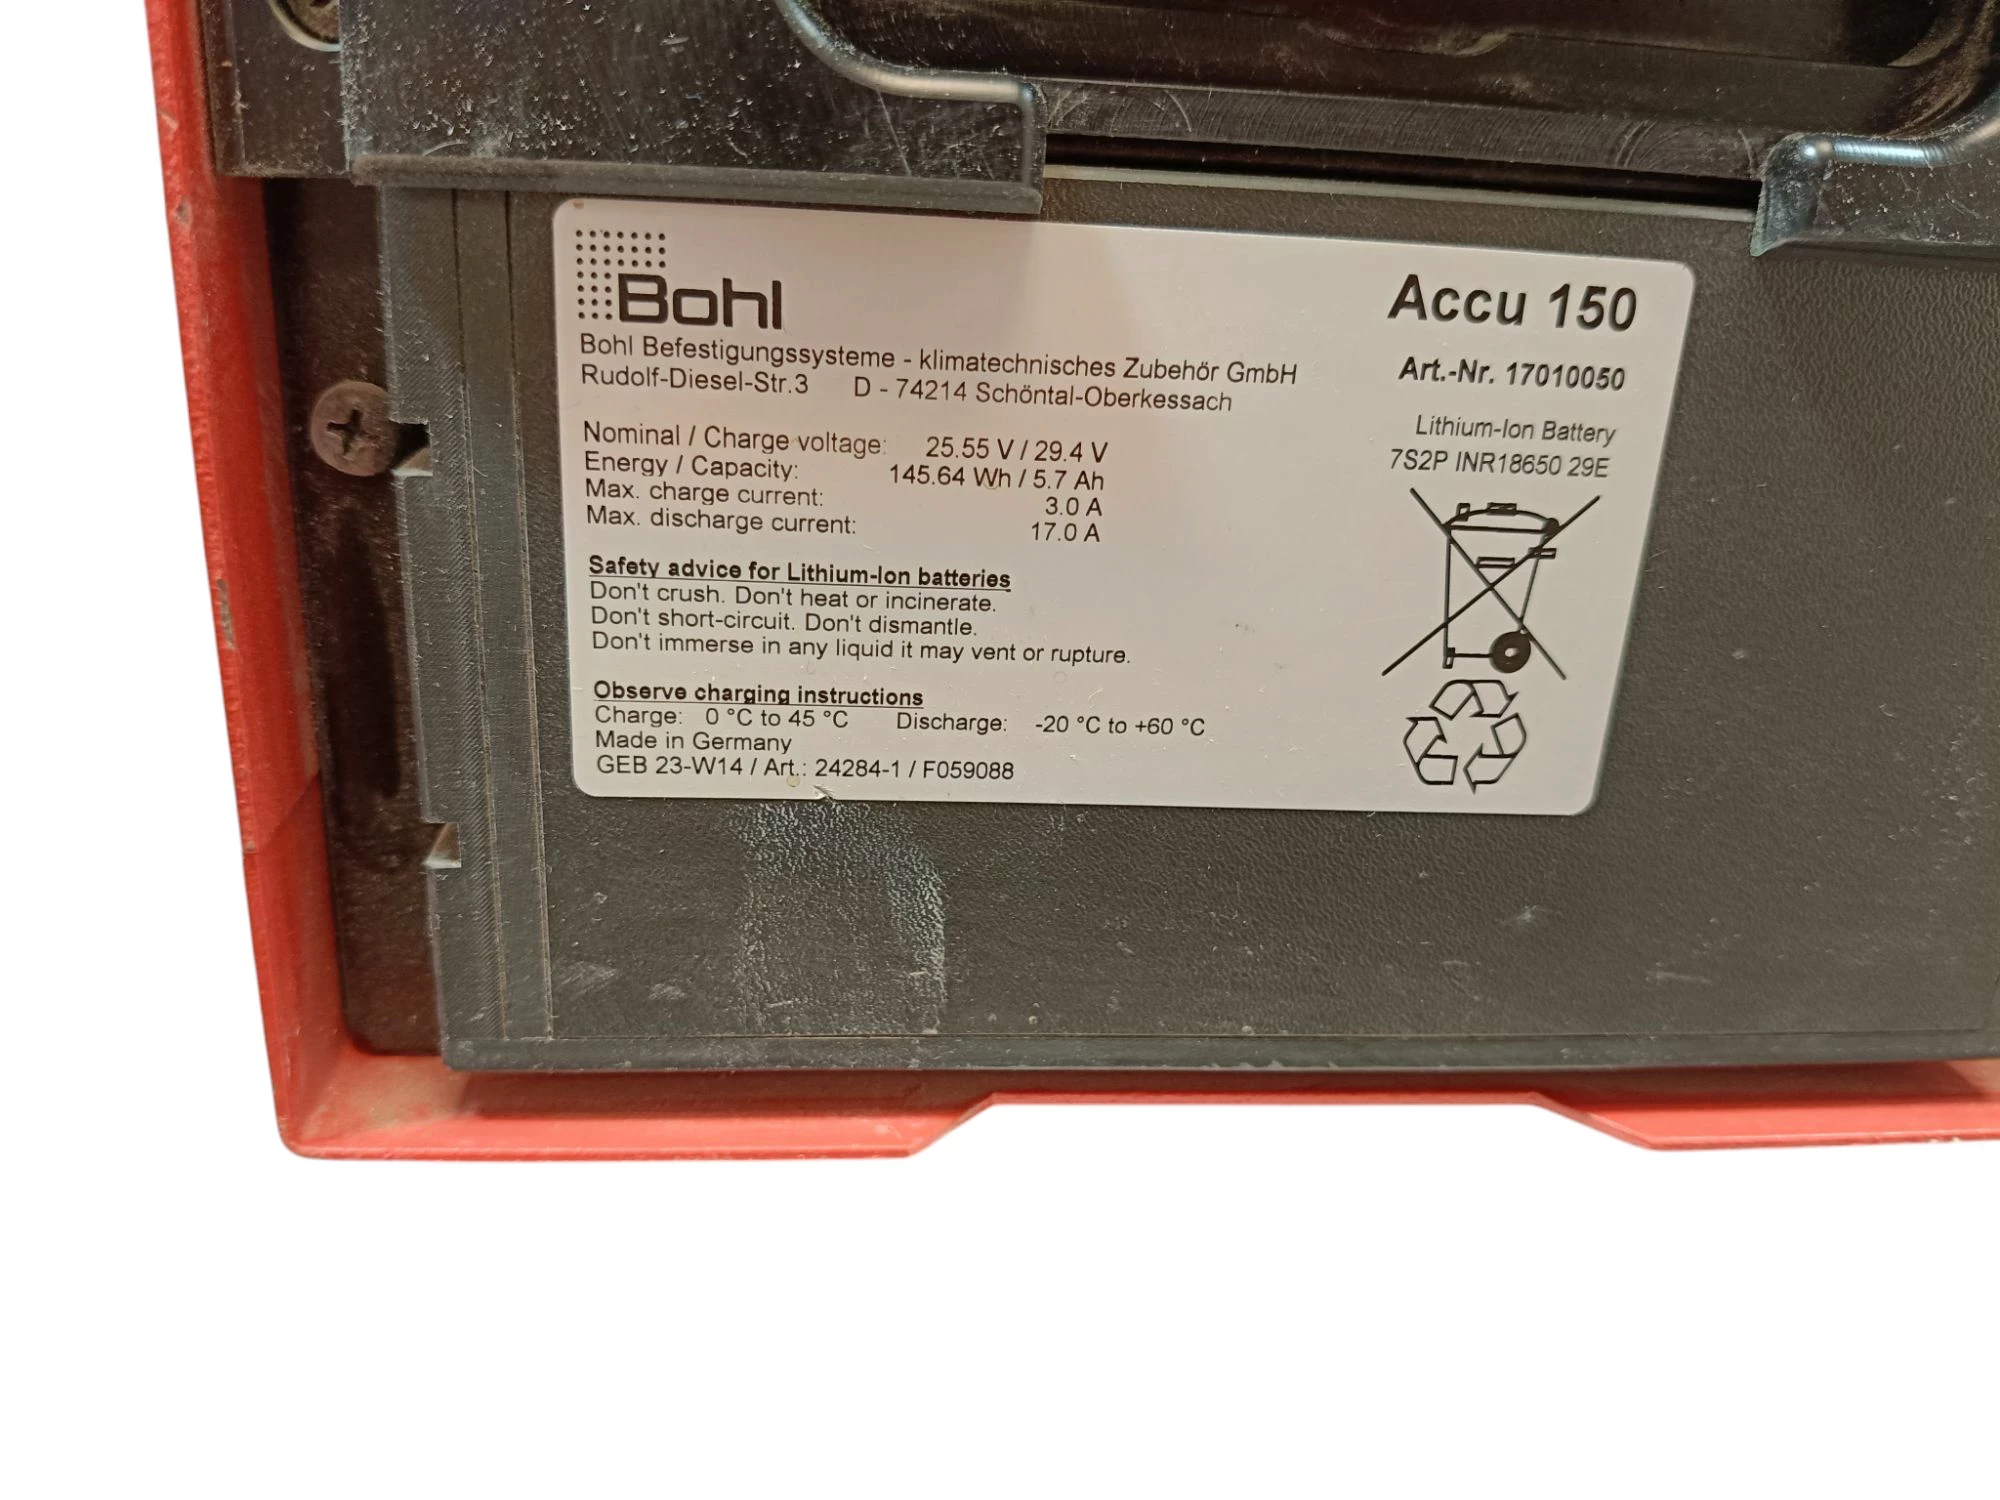 Bohl
Accu 150
Bohl Befestigungssysteme - klimatechnisches Zubehör GmbH
Rudolf-Diesel-Str.3 D - 74214 Schöntal-Oberkessach
Art.-Nr. 17010050
Lithium-Ion Battery
7S2P INR18650 29E
Nominal / Charge voltage: 25.55 V / 29.4 V
Energy / Capacity: 145.64 Wh / 5.7 Ah
Max. charge current: 3.0 A
Max. discharge current: 17.0 A
Safety advice for Lithium-Ion batteries
Don't crush. Don't heat or incinerate.
Don't short-circuit. Don't dismantle.
Don't immerse in any liquid it may vent or rupture.
Observe charging instructions
Charge: 0 °C to 45 °C Discharge: -20 °C to +60 °C
Made in Germany
GEB 23-W14 / Art.: 24284-1 / F059088